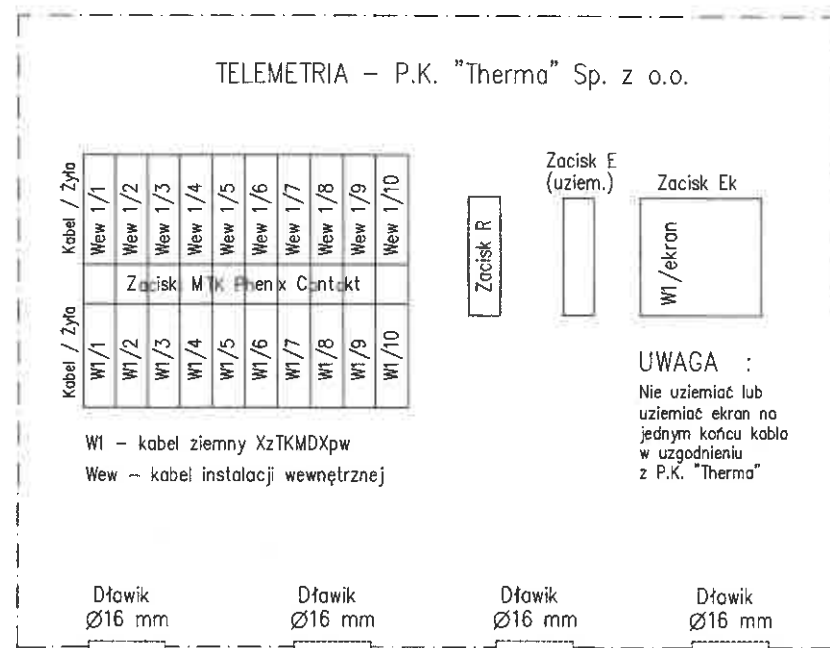 TELEMETRIA – P.K. "Therma" Sp. z o.o.
Kabel / Żyła
Wew 1/1
Wew 1/2
Wew 1/3
Wew 1/4
Wew 1/5
Wew 1/6
Wew 1/7
Wew 1/8
Wew 1/9
Wew 1/10
Zacisk MTK Phenix Contakt
Kabel / Żyła
W1/1
W1/2
W1/3
W1/4
W1/5
W1/6
W1/7
W1/8
W1/9
W1/10
Zacisk R
Zacisk E
(uziem.)
Zacisk Ek
W1/ekran
W1 – kabel ziemny XzTKMDXpw
Wew – kabel instalacji wewnętrznej
UWAGA :
Nie uziemiać lub
uziemiać ekran na
jednym końcu kabla
w uzgodnieniu
z P.K. "Therma"
Dławik
Ø16 mm
Dławik
Ø16 mm
Dławik
Ø16 mm
Dławik
Ø16 mm